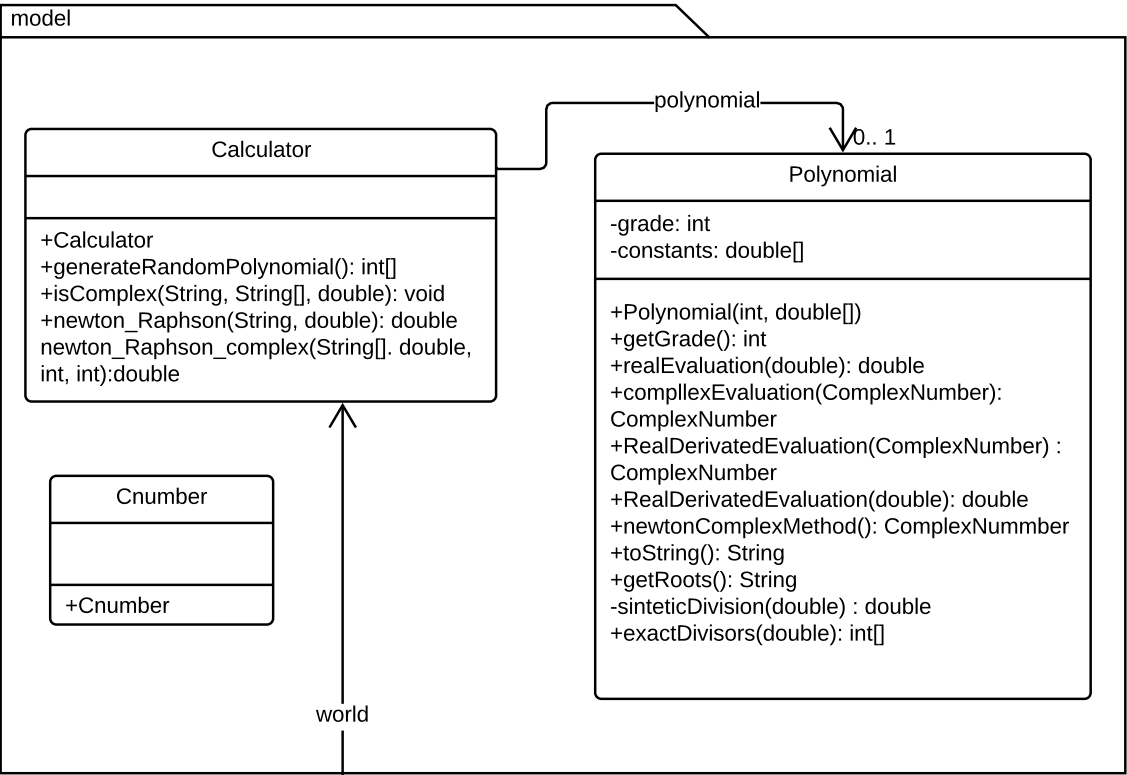 model
polynomial
0.. 1
Calculator
+Calculator
+generateRandomPolynomial(): int[]
+isComplex(String, String[], double): void
+newton_Raphson(String, double): double
newton_Raphson_complex(String[]. double,
int, int):double
Polynomial
-grade: int
-constants: double[]
+Polynomial(int, double[])
+getGrade(): int
+realEvaluation(double): double
+compllexEvaluation(ComplexNumber):
ComplexNumber
+RealDerivatedEvaluation(ComplexNumber) :
ComplexNumber
+RealDerivatedEvaluation(double): double
+newtonComplexMethod(): ComplexNummber
+toString(): String
+getRoots(): String
-sinteticDivision(double) : double
+exactDivisors(double): int[]
Cnumber
+Cnumber
world